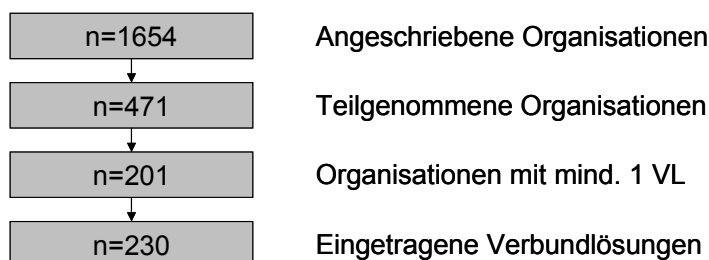 n=1654 Angeschriebene Organisationen
n=471 Teilgenommene Organisationen
n=201 Organisationen mit mind. 1 VL
n=230 Eingetragene Verbundlösungen